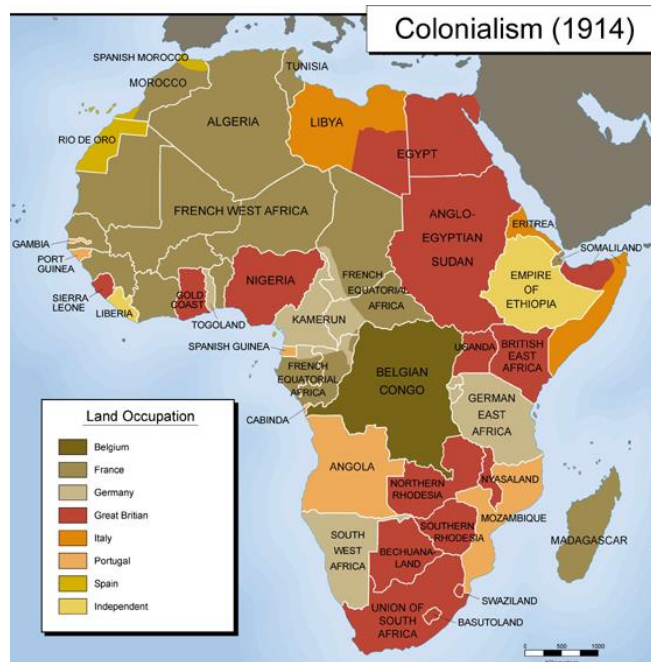 Colonialism (1914)
SPANISH MOROCCO
TUNISIA
MOROCCO
ALGERIA
LIBYA
RIO DE ORO
EGYPT
FRENCH WEST AFRICA
ANGLO-
EGYPTIAN
SUDAN
ERITREA
GAMBIA
PORT
GUINEA
SOMALILAND
NIGERIA
FRENCH
EQUATORIAL
AFRICA
EMPIRE
OF
ETHIOPIA
SIERRA
LEONE
GOLD
COAST
LIBERIA
TOGOLAND
KAMERUN
SPANISH GUINEA
UGANDA
BRITISH
EAST
AFRICA
FRENCH
EQUATORIAL
AFRICA
BELGIAN
CONGO
GERMAN
EAST
AFRICA
CABINDA
Land Occupation
Belgium
France
Germany
Great Britian
Italy
Portugal
Spain
Independent
ANGOLA
NORTHERN
RHODESIA
NYASALAND
MOZAMBIQUE
SOUTHERN
RHODESIA
SOUTH
WEST
AFRICA
BECHUANA-
LAND
MADAGASCAR
SWAZILAND
UNION OF
SOUTH
AFRICA
BASUTOLAND
0 500 1000